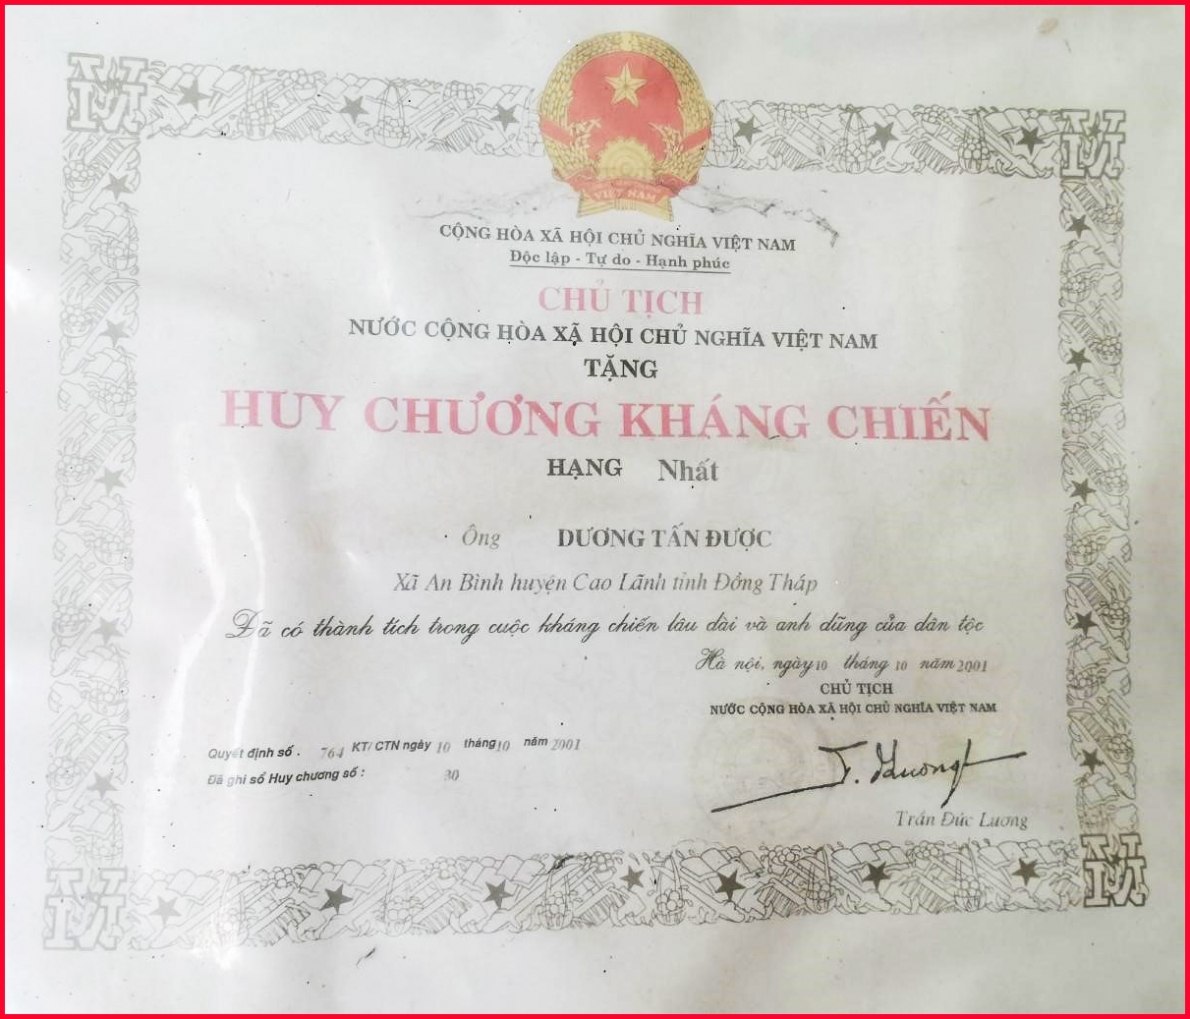 VIỆT NAM
CỘNG HÒA XÃ HỘI CHỦ NGHĨA VIỆT NAM
Độc lập - Tự do - Hạnh phúc
CHỦ TỊCH
NƯỚC CỘNG HÒA XÃ HỘI CHỦ NGHĨA VIỆT NAM
TẶNG
HUY CHƯƠNG KHÁNG CHIẾN
HẠNG Nhất
Ông DƯƠNG TẤN ĐƯỢC
Xã An Bình huyện Cao Lãnh tỉnh Đồng Tháp
Đã có thành tích trong cuộc kháng chiến lâu dài và anh dũng của dân tộc
Hà nội, ngày 10 tháng 10 năm 2001
CHỦ TỊCH
NƯỚC CỘNG HÒA XÃ HỘI CHỦ NGHĨA VIỆT NAM
Quyết định số . 764 KT/CTN ngày 10 tháng 10 năm 2001
Đã ghi sổ Huy chương số : 30
T. Lương
Trần Đức Lương